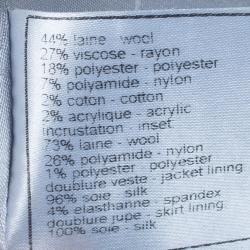 44% laine - wool
27% viscose - rayon
18% polyester - polyester
7% polyamide - nylon
2% coton - cotton
2% acrylique - acrylic
incrustation - inset
73% laine - wool
26% polyamide - nylon
1% polyester - polyester
doublure veste - jacket lining
96% soie - silk
4% elasthanne - spandex
doublure jupe - skirt lining
100% soie - silk